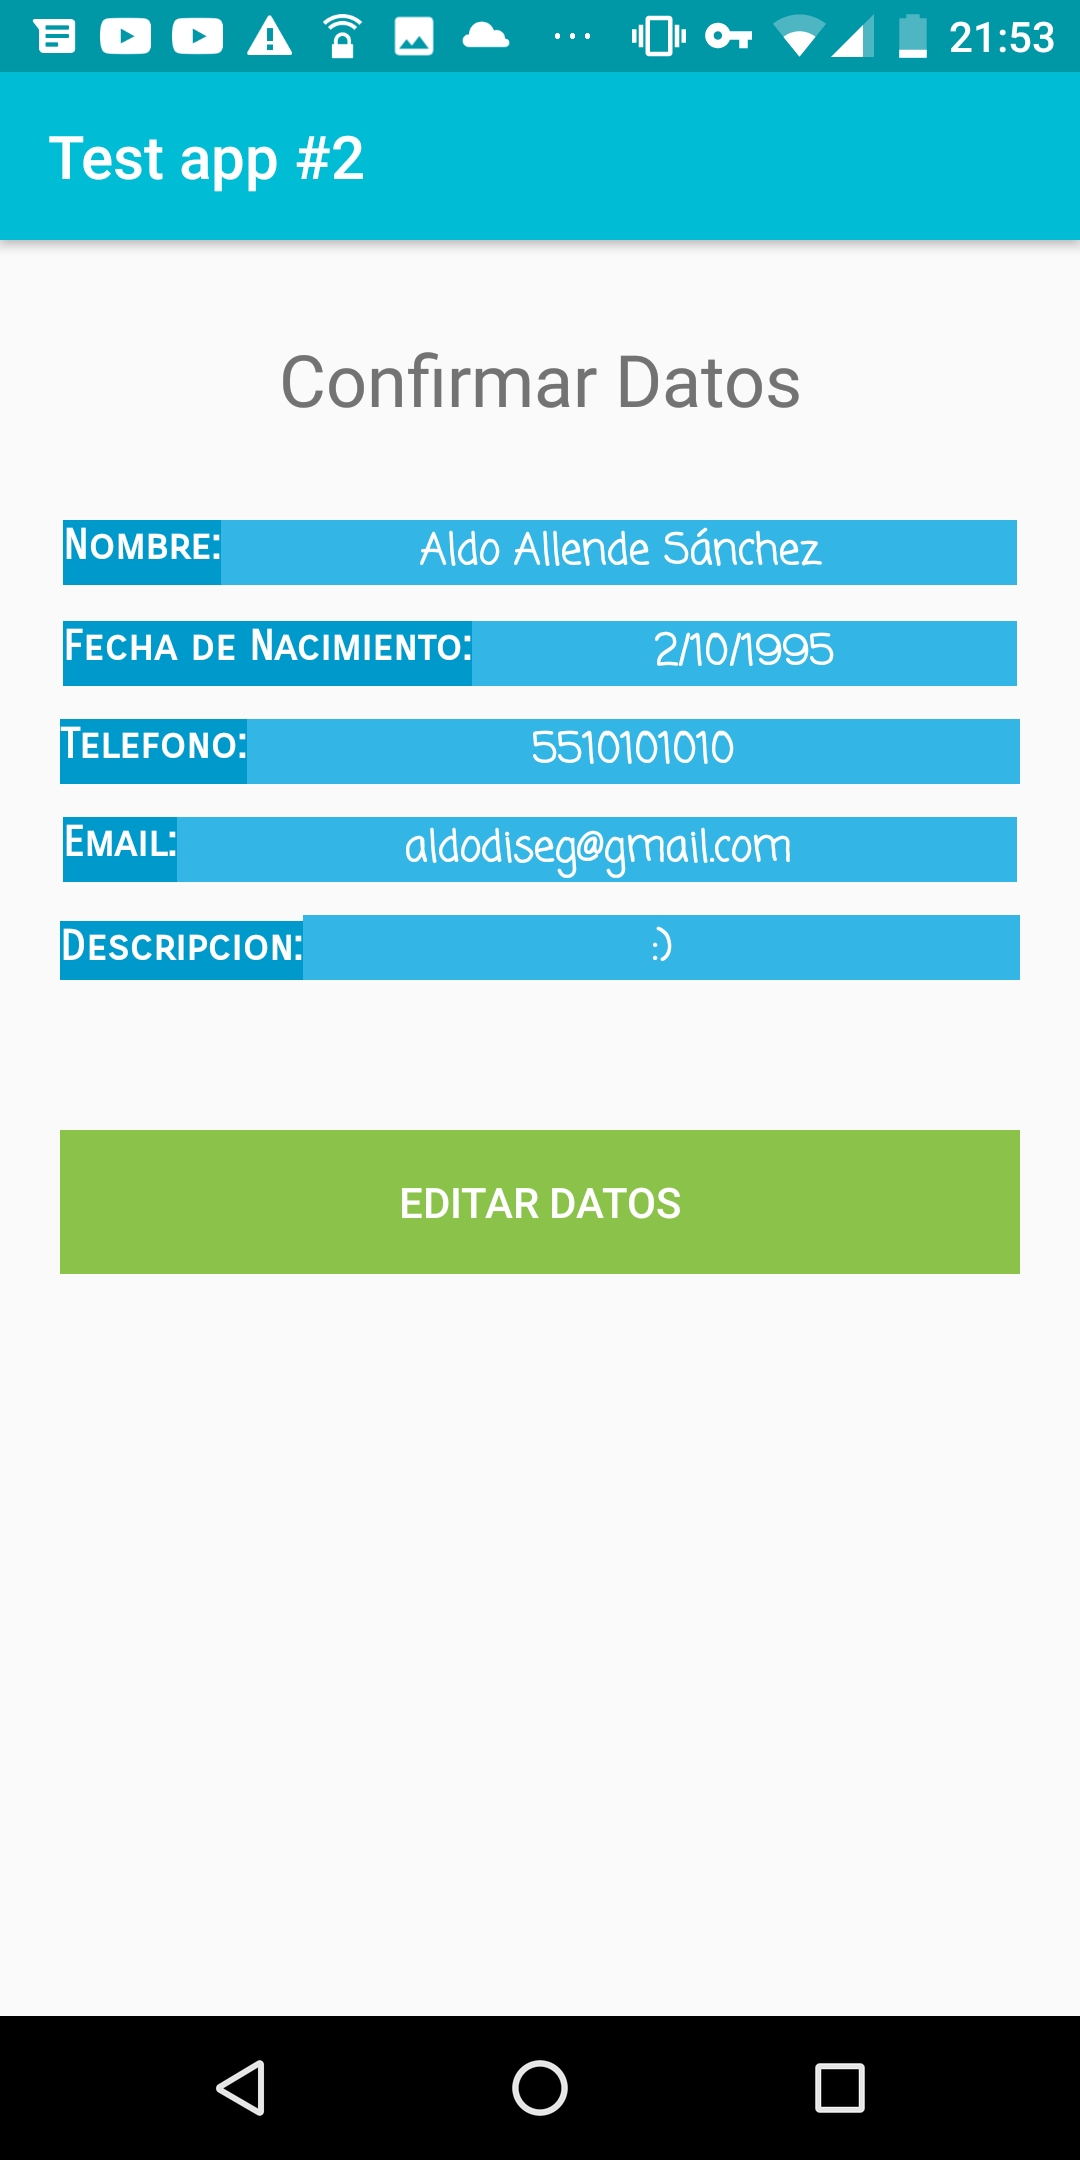 21:53
Test app #2
Confirmar Datos
Nombre: Aldo Allende Sánchez
Fecha de Nacimiento: 2/10/1995
Telefono: 5510101010
Email: aldodiseg@gmail.com
Descripcion: :)
EDITAR DATOS